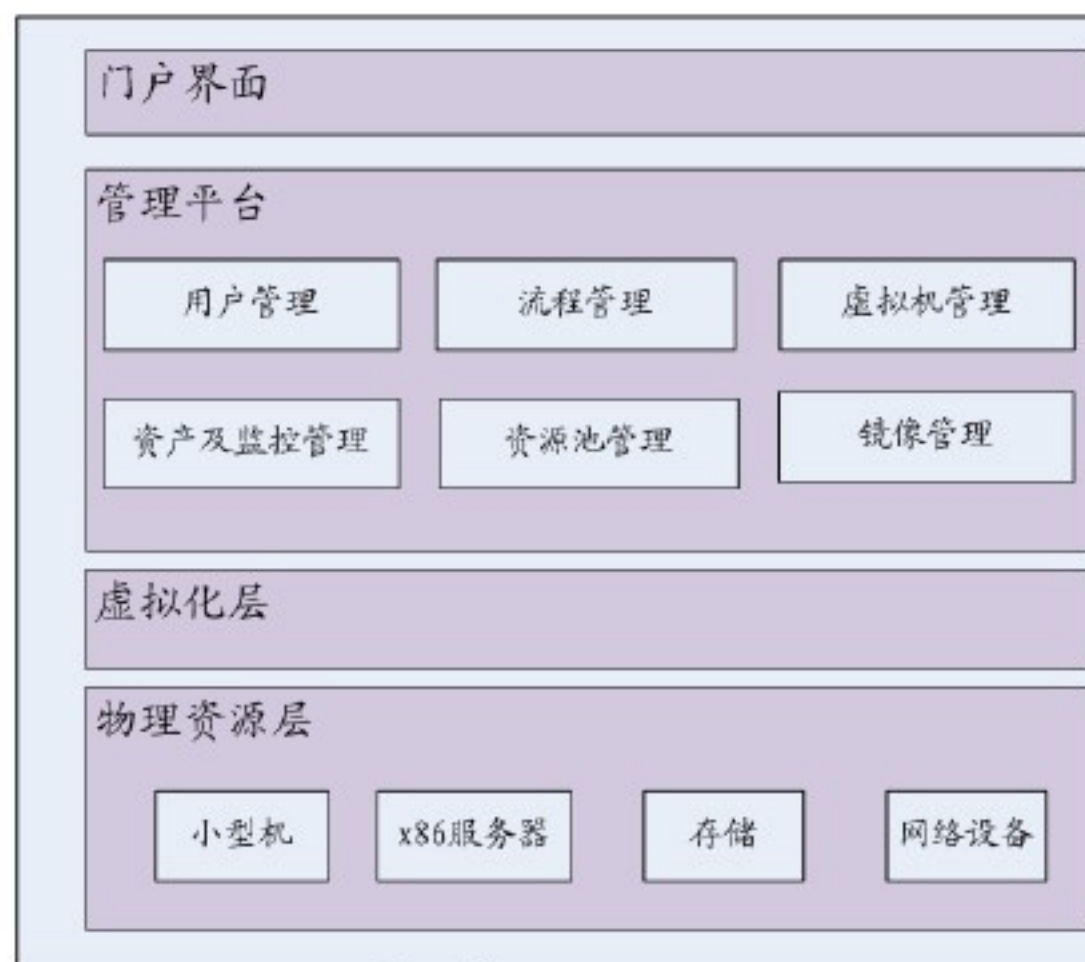 门户界面
管理平台
用户管理 流程管理 虚拟机管理
资产及监控管理 资源池管理 镜像管理
虚拟化层
物理资源层
小型机 x86服务器 存储 网络设备